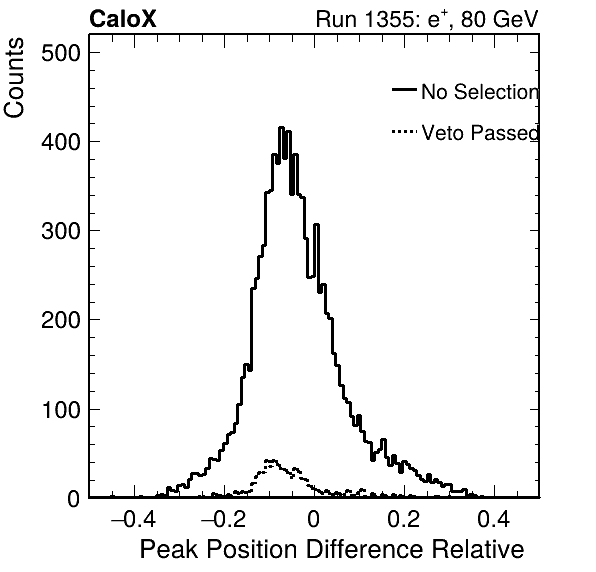 CaloX Run 1355: e⁺, 80 GeV
Counts
500
400
300
200
100
0
No Selection
Veto Passed
−0.4 −0.2 0 0.2 0.4
Peak Position Difference Relative